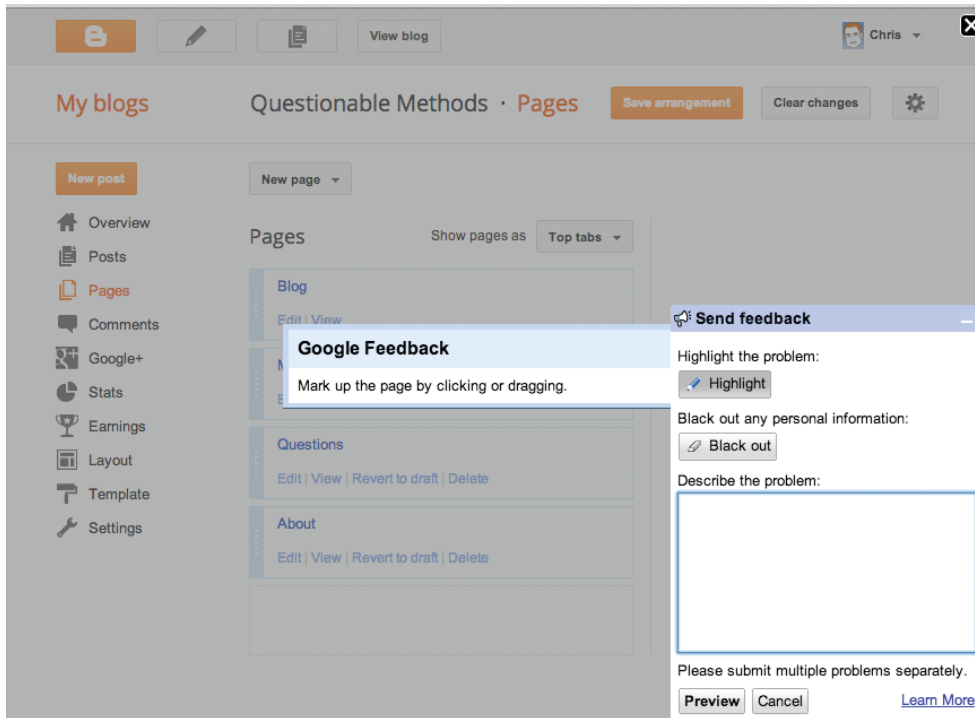 View blog
Chris
My blogs
Questionable Methods · Pages
Save arrangement
Clear changes
New post
New page
Overview
Posts
Pages
Comments
Google+
Stats
Earnings
Layout
Template
Settings
Pages
Show pages as
Top tabs
Blog
Edit | View
Google Feedback
Mark up the page by clicking or dragging.
Questions
Edit | View | Revert to draft | Delete
About
Edit | View | Revert to draft | Delete
Send feedback
Highlight the problem:
Highlight
Black out any personal information:
Black out
Describe the problem:
Please submit multiple problems separately.
Preview
Cancel
Learn More